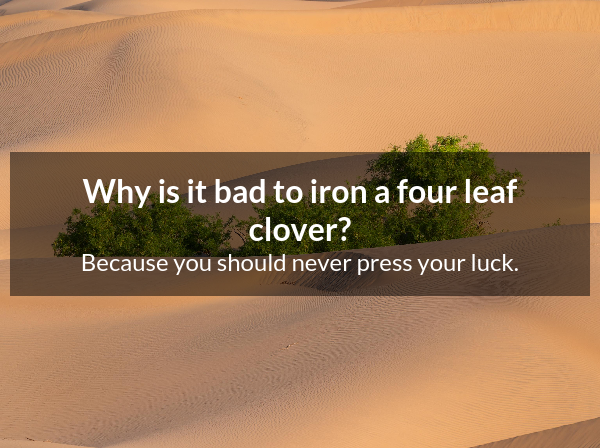 Why is it bad to iron a four leaf
clover?
Because you should never press your luck.